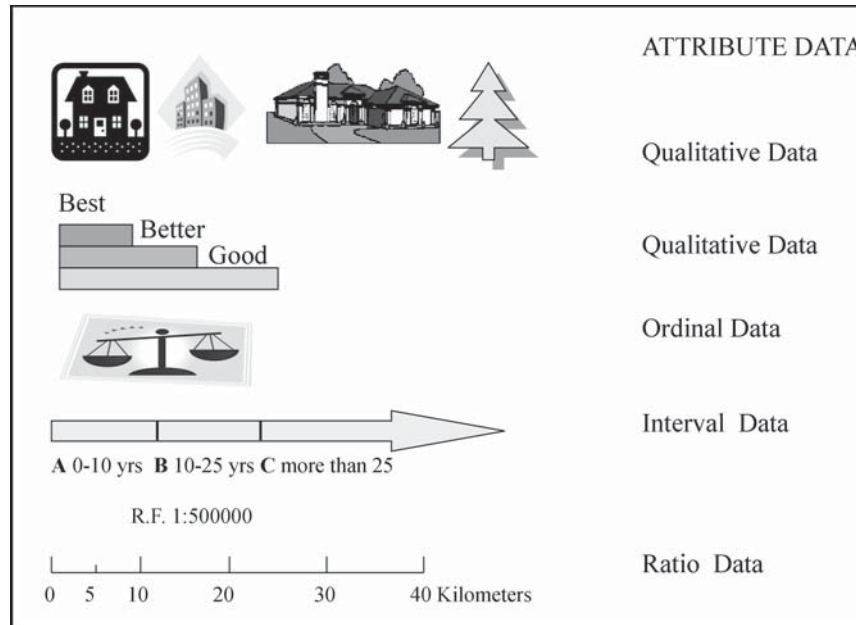 ATTRIBUTE DATA
Qualitative Data
Best
Better
Good
Qualitative Data
Ordinal Data
Interval Data
A 0-10 yrs B 10-25 yrs C more than 25
R.F. 1:500000
Ratio Data
0 5 10 20 30 40 Kilometers